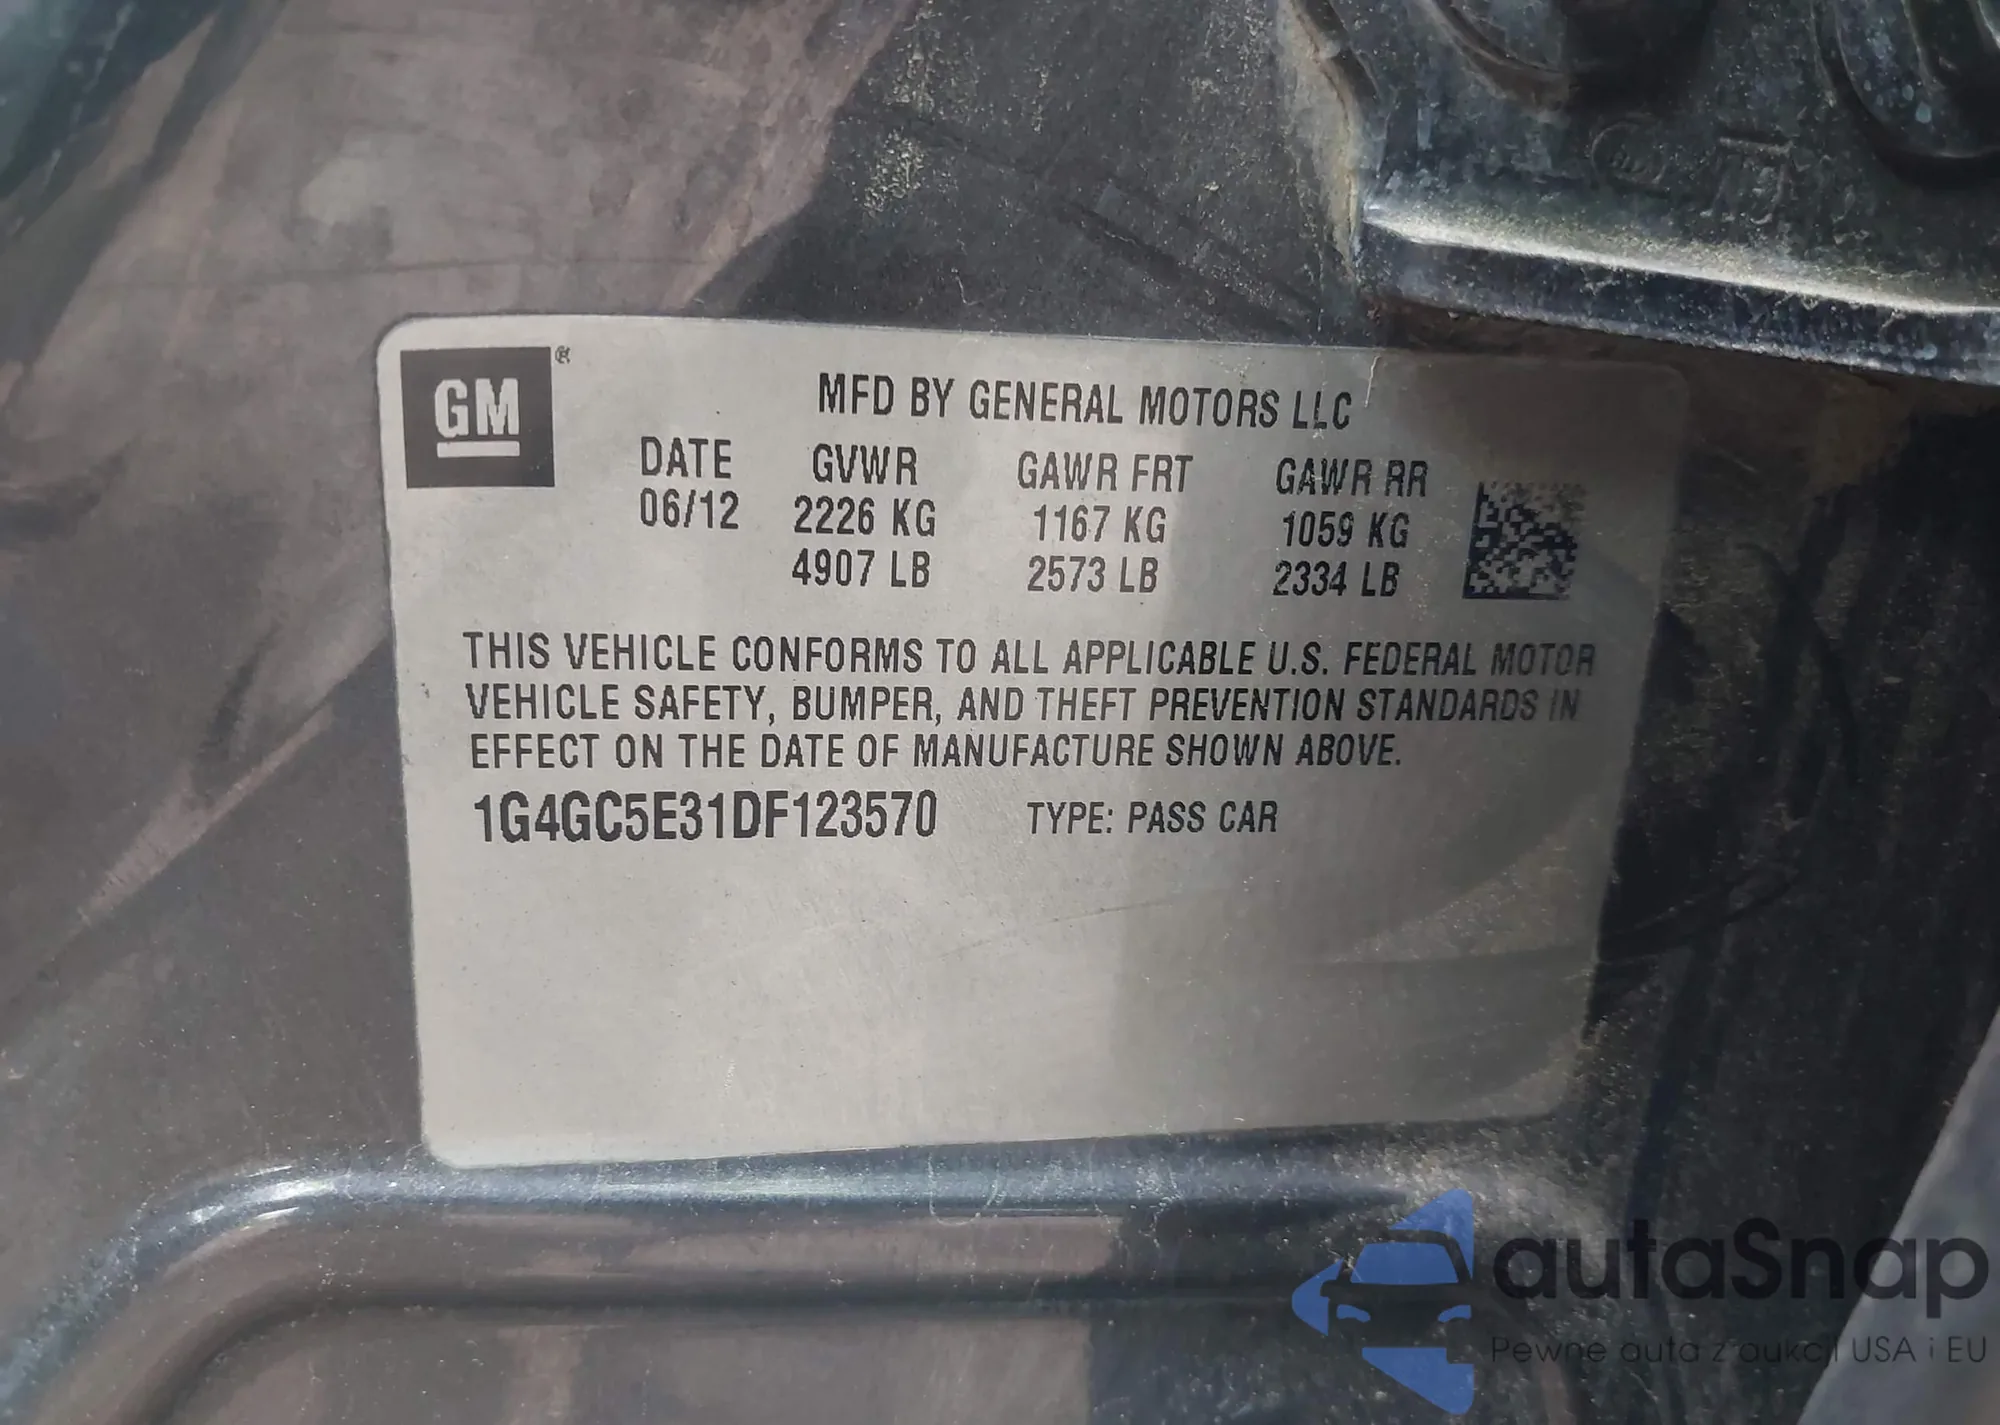 GM®
MFD BY GENERAL MOTORS LLC
DATE GVWR GAWR FRT GAWR RR
06/12 2226 KG 1167 KG 1059 KG
4907 LB 2573 LB 2334 LB
THIS VEHICLE CONFORMS TO ALL APPLICABLE U.S. FEDERAL MOTOR
VEHICLE SAFETY, BUMPER, AND THEFT PREVENTION STANDARDS IN
EFFECT ON THE DATE OF MANUFACTURE SHOWN ABOVE.
1G4GC5E31DF123570 TYPE: PASS CAR
autaSnap
Pewne auta z aukcji USA i EU